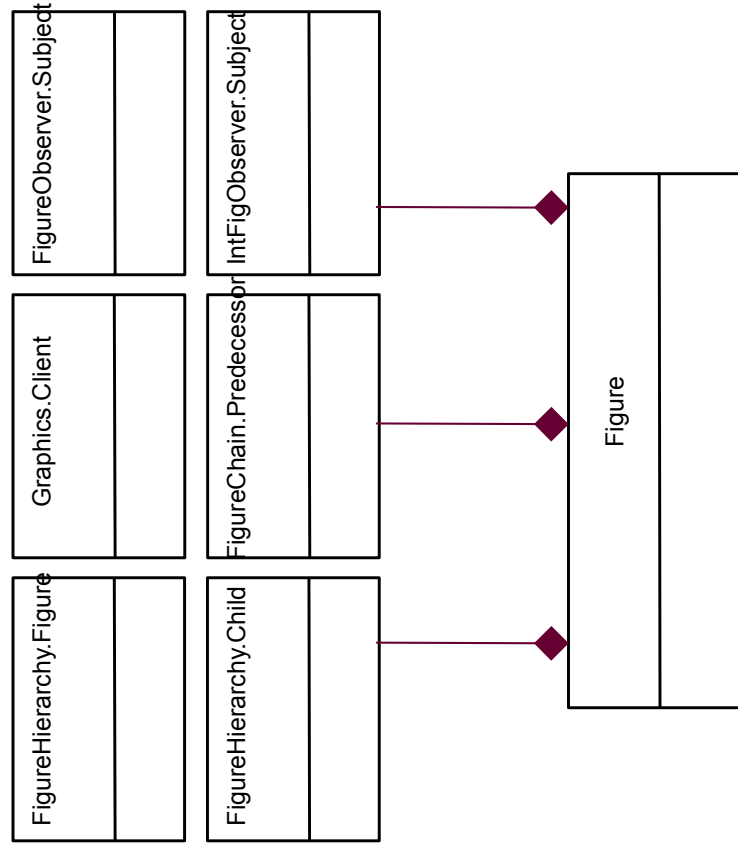 FigureHierarchy.Figure
Graphics.Client
FigureObserver.Subject
FigureHierarchy.Child
FigureChain.Predecessor
IntFigObserver.Subject
Figure